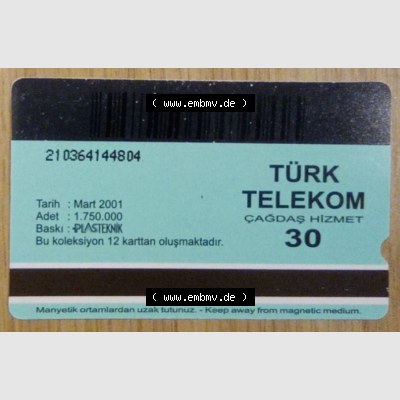 ( www.embmv.de )
210364144804
TÜRK
TELEKOM
ÇAĞDAŞ HİZMET
30
Tarih : Mart 2001
Adet : 1.750.000
Baskı : PLASTEKNİK
Bu koleksiyon 12 karttan oluşmaktadır.
( www.embmv.de )
Manyetik ortamlardan uzak tutunuz. - Keep away from magnetic medium.